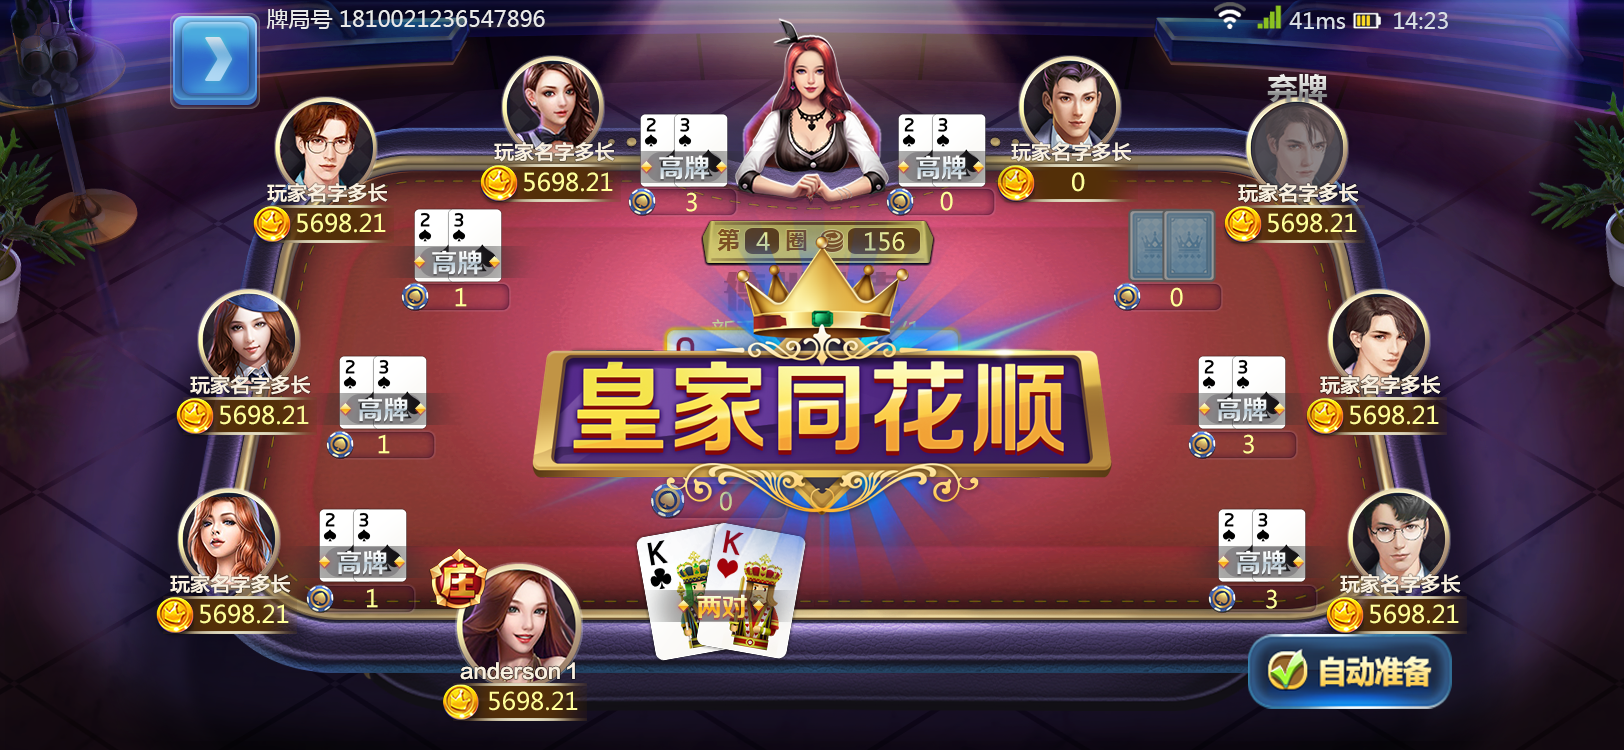 牌局号 1810021236547896
41ms 14:23
弃牌
玩家名字多长
5698.21
2 3
高牌
3
2 3
高牌
0
玩家名字多长
0
玩家名字多长
5698.21
玩家名字多长
5698.21
2 3
高牌
1
第 4 圈 156
0
玩家名字多长
5698.21
2 3
高牌
1
皇家同花顺
2 3
高牌
3
玩家名字多长
5698.21
0
玩家名字多长
5698.21
2 3
高牌
1
庄
K K
两对
2 3
高牌
3
玩家名字多长
5698.21
anderson 1
5698.21
自动准备